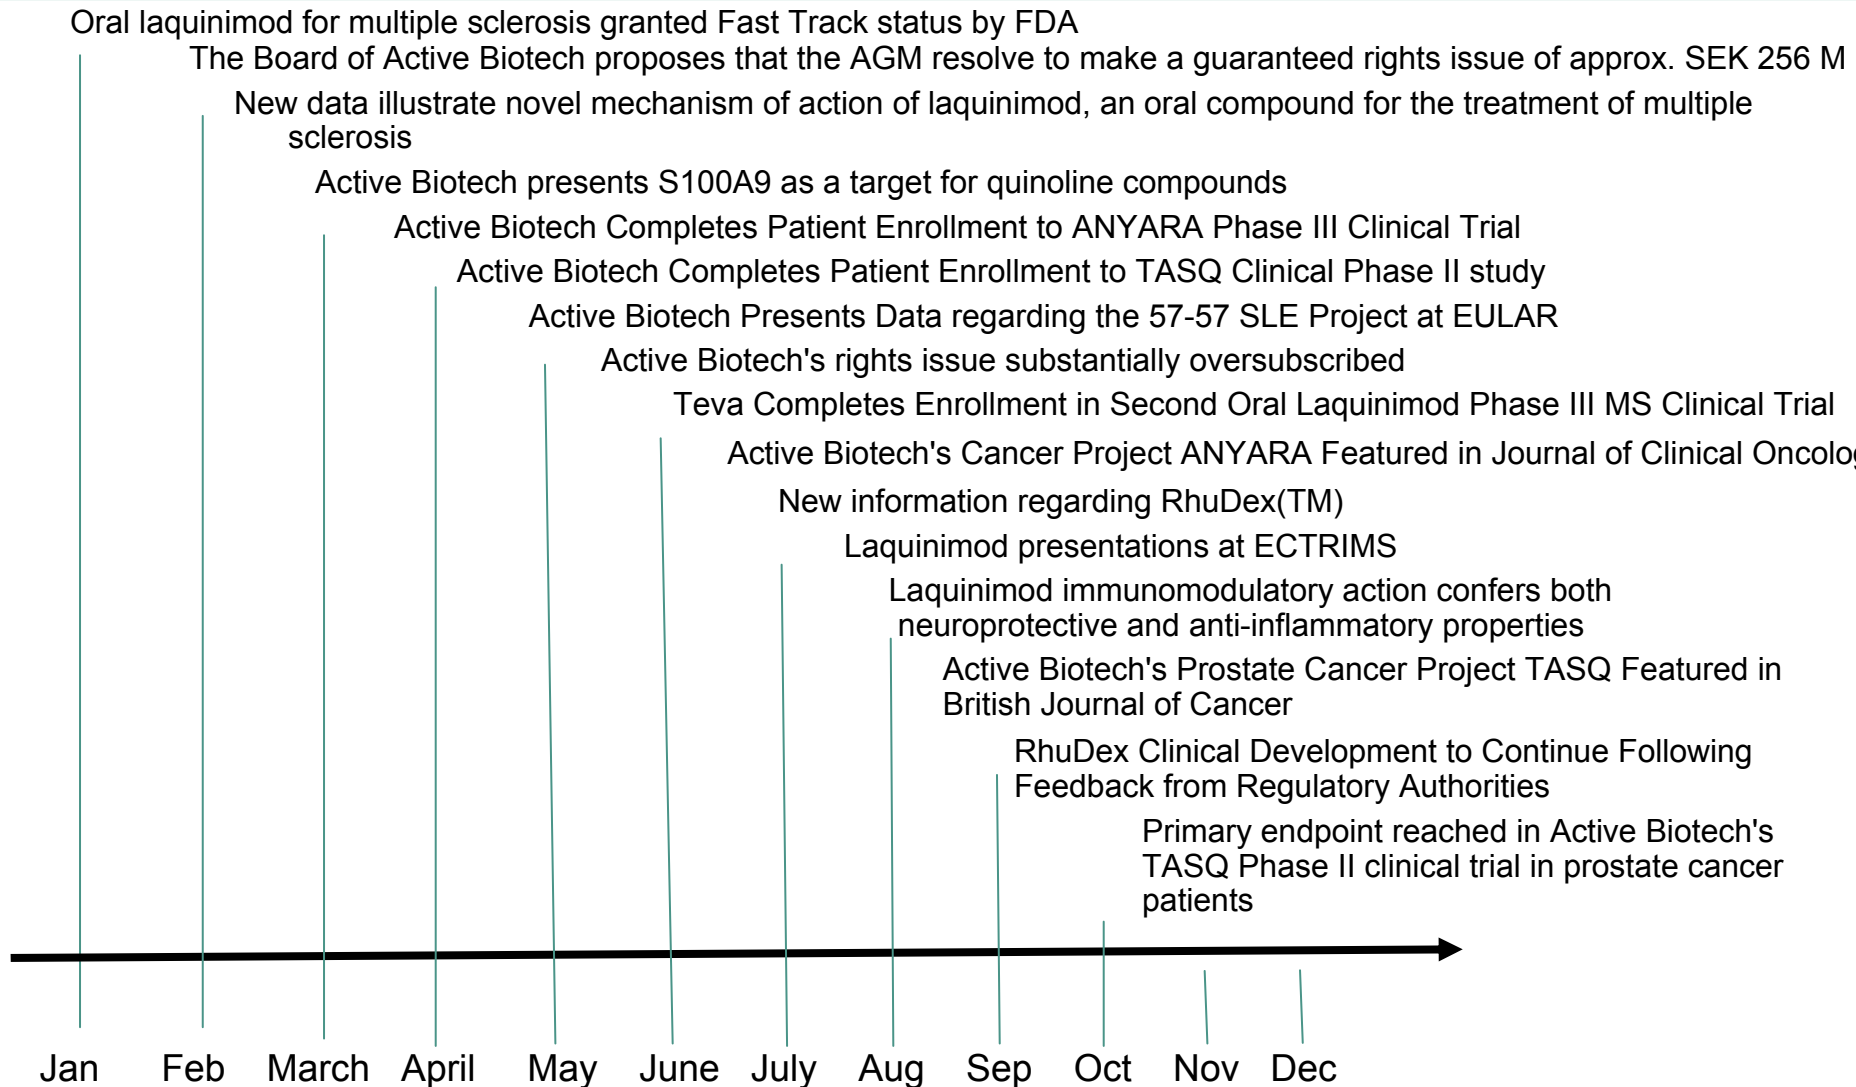 Oral laquinimod for multiple sclerosis granted Fast Track status by FDA
The Board of Active Biotech proposes that the AGM resolve to make a guaranteed rights issue of approx. SEK 256 M
New data illustrate novel mechanism of action of laquinimod, an oral compound for the treatment of multiple
sclerosis
Active Biotech presents S100A9 as a target for quinoline compounds
Active Biotech Completes Patient Enrollment to ANYARA Phase III Clinical Trial
Active Biotech Completes Patient Enrollment to TASQ Clinical Phase II study
Active Biotech Presents Data regarding the 57-57 SLE Project at EULAR
Active Biotech's rights issue substantially oversubscribed
Teva Completes Enrollment in Second Oral Laquinimod Phase III MS Clinical Trial
Active Biotech's Cancer Project ANYARA Featured in Journal of Clinical Oncolog
New information regarding RhuDex(TM)
Laquinimod presentations at ECTRIMS
Laquinimod immunomodulatory action confers both
neuroprotective and anti-inflammatory properties
Active Biotech's Prostate Cancer Project TASQ Featured in
British Journal of Cancer
RhuDex Clinical Development to Continue Following
Feedback from Regulatory Authorities
Primary endpoint reached in Active Biotech's
TASQ Phase II clinical trial in prostate cancer
patients
Jan Feb March April May June July Aug Sep Oct Nov Dec